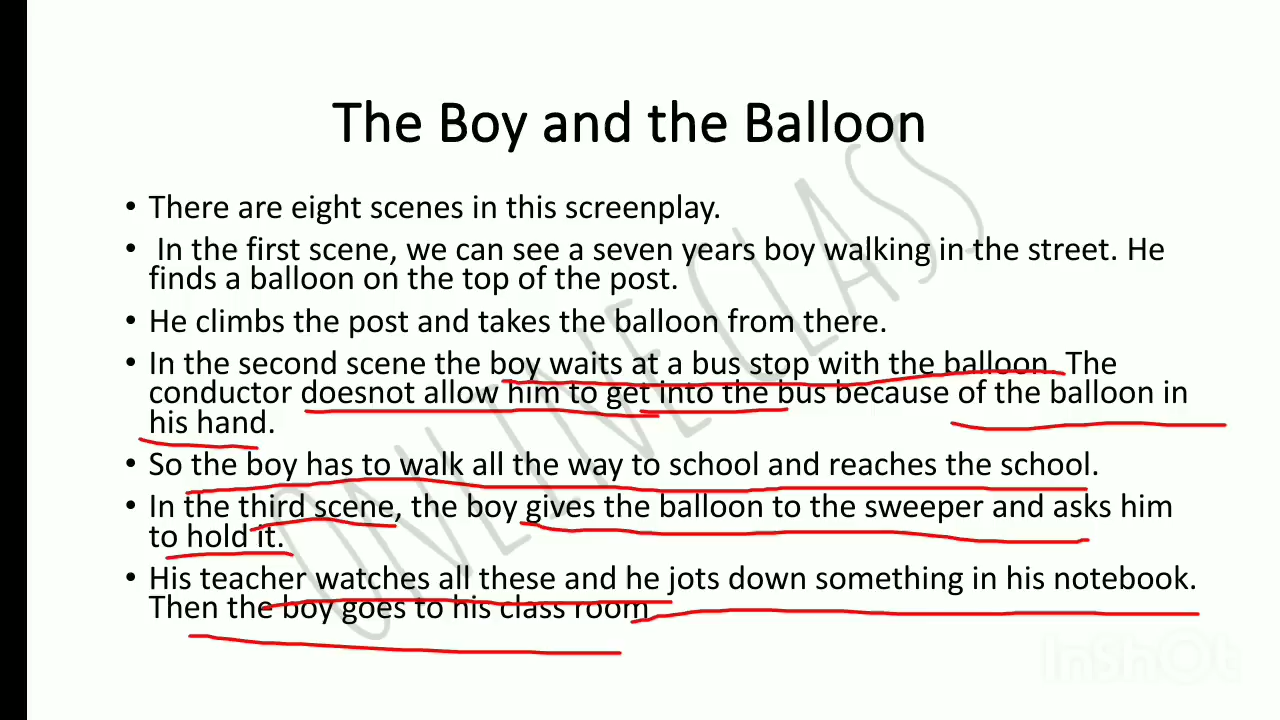 The Boy and the Balloon
• There are eight scenes in this screenplay.
• In the first scene, we can see a seven years boy walking in the street. He
finds a balloon on the top of the post.
• He climbs the post and takes the balloon from there.
• In the second scene the boy waits at a bus stop with the balloon. The
conductor doesnot allow him to get into the bus because of the balloon in
his hand.
• So the boy has to walk all the way to school and reaches the school.
• In the third scene, the boy gives the balloon to the sweeper and asks him
to hold it.
• His teacher watches all these and he jots down something in his notebook.
Then the boy goes to his class room
ONLINE CLASS
InShOt